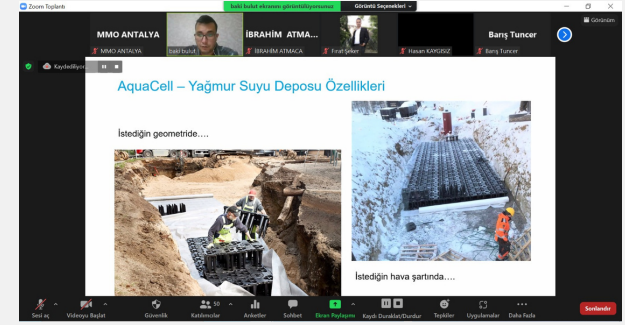 Zoom Toplantı
baki bulut ekranını görüntülüyorsunuz
Görüntü Seçenekleri
Görünüm
MMO ANTALYA
İBRAHİM ATMA...
Barış Tuncer
MMO ANTALYA
baki bulut
İBRAHİM ATMACA
Fırat Şeker
Hasan KAYGISIZ
Barış Tuncer
Kaydediliyor...
AquaCell – Yağmur Suyu Deposu Özellikleri
İstediğin geometride….
İstediğin hava şartında….
Sesi aç
Videoyu Başlat
Güvenlik
50
Katılımcılar
Anketler
Sohbet
Ekran Paylaşımı
Kaydı Duraklat/Durdur
Tepkiler
Uygulamalar
Daha Fazla
Sonlandır